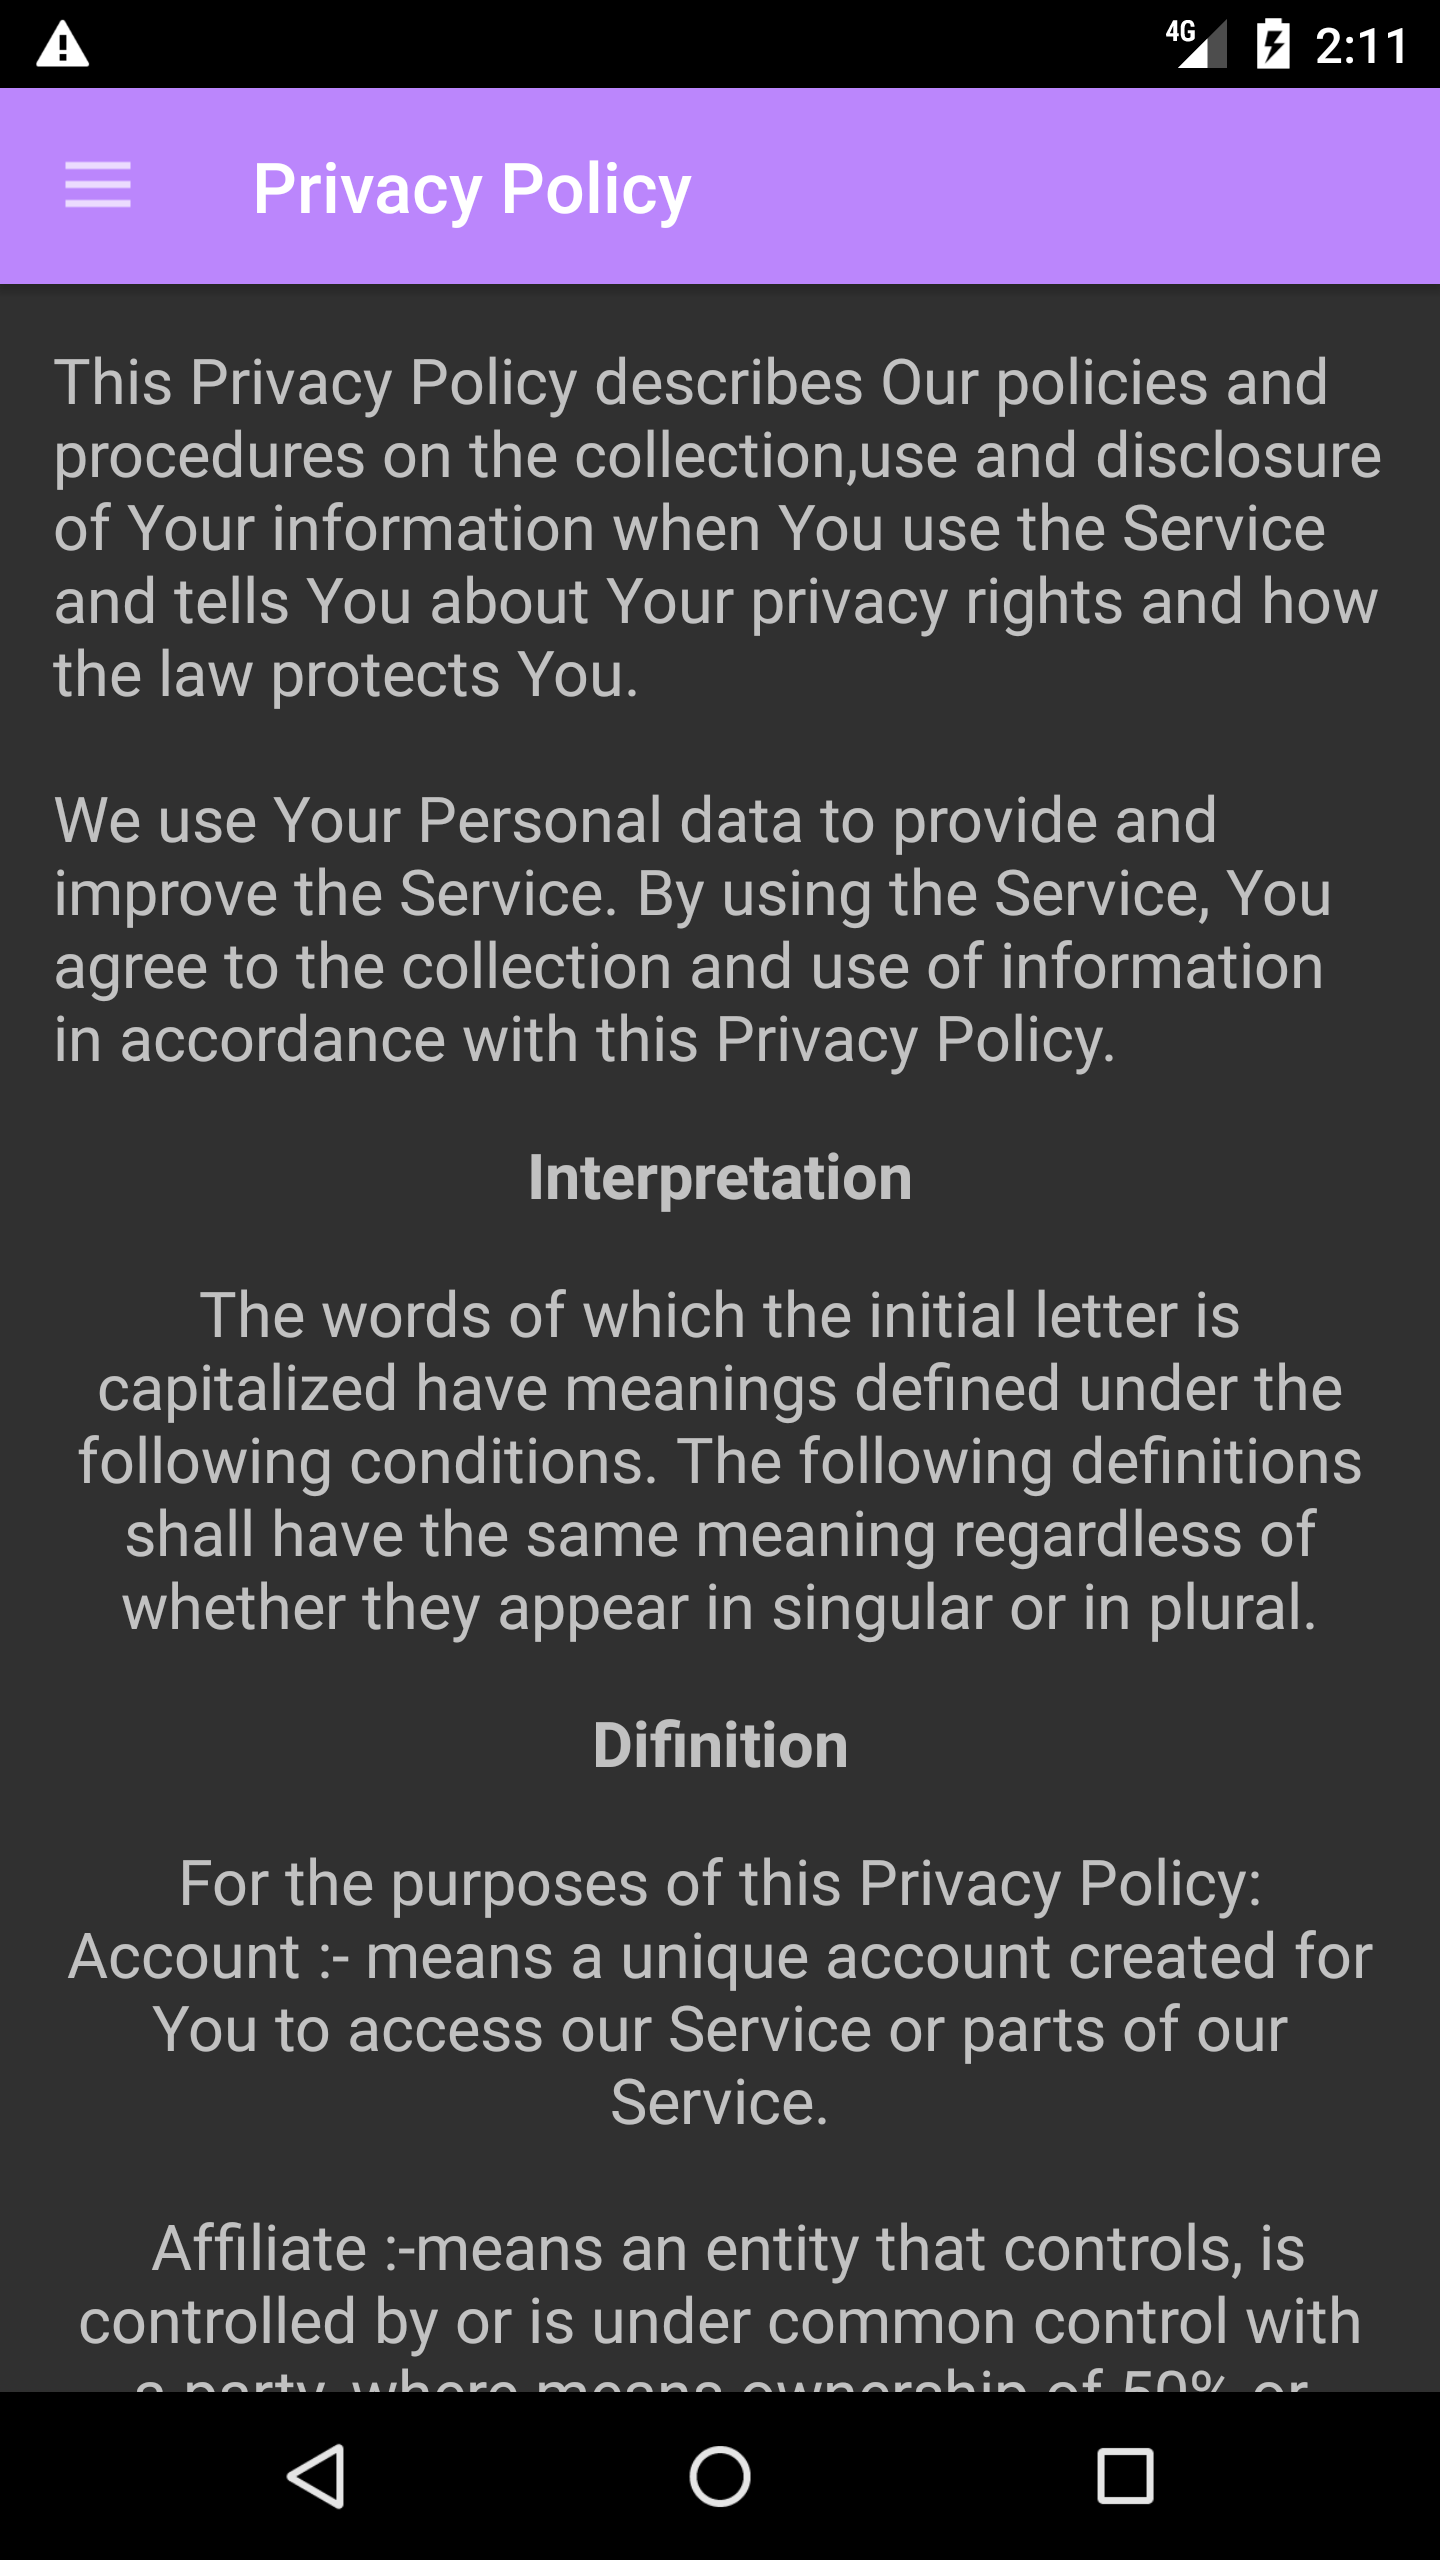 4G 2:11
Privacy Policy
This Privacy Policy describes Our policies and
procedures on the collection,use and disclosure
of Your information when You use the Service
and tells You about Your privacy rights and how
the law protects You.
We use Your Personal data to provide and
improve the Service. By using the Service, You
agree to the collection and use of information
in accordance with this Privacy Policy.
Interpretation
The words of which the initial letter is
capitalized have meanings defined under the
following conditions. The following definitions
shall have the same meaning regardless of
whether they appear in singular or in plural.
Difinition
For the purposes of this Privacy Policy:
Account :- means a unique account created for
You to access our Service or parts of our
Service.
Affiliate :-means an entity that controls, is
controlled by or is under common control with
a party, where means ownership of 50% or